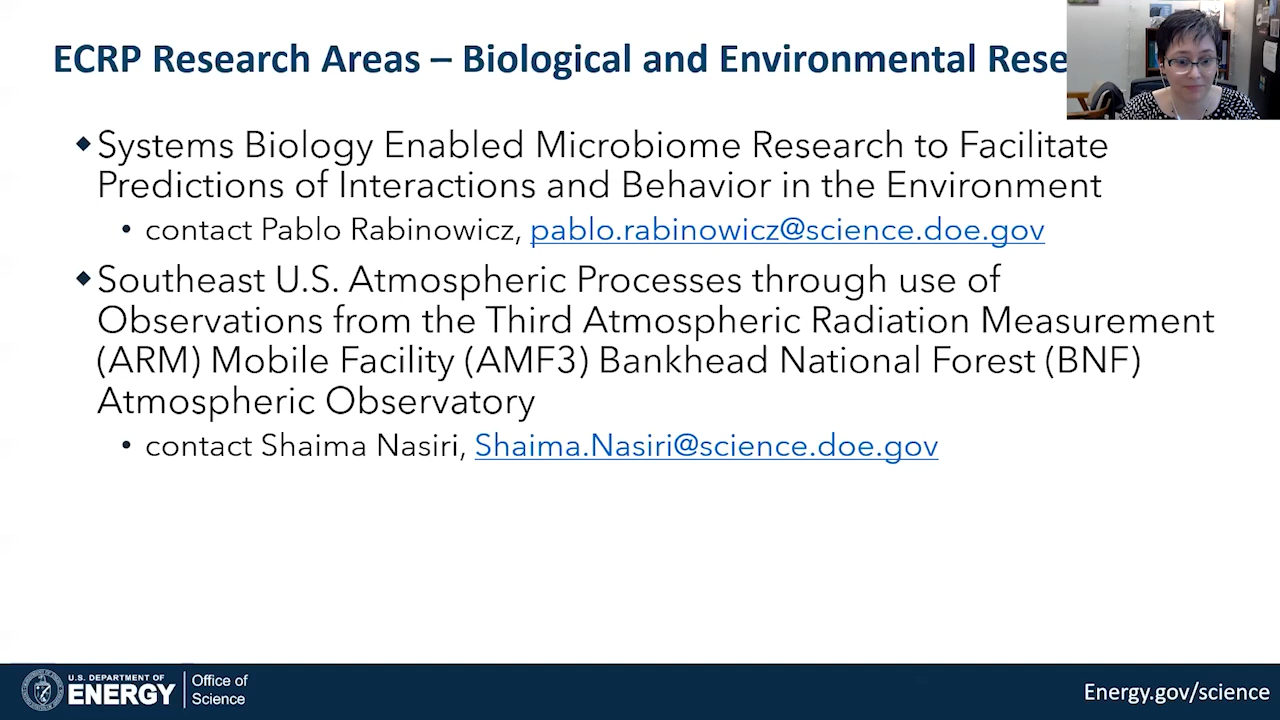 ECRP Research Areas – Biological and Environmental Rese
◆Systems Biology Enabled Microbiome Research to Facilitate
Predictions of Interactions and Behavior in the Environment
• contact Pablo Rabinowicz, pablo.rabinowicz@science.doe.gov
◆Southeast U.S. Atmospheric Processes through use of
Observations from the Third Atmospheric Radiation Measurement
(ARM) Mobile Facility (AMF3) Bankhead National Forest (BNF)
Atmospheric Observatory
• contact Shaima Nasiri, Shaima.Nasiri@science.doe.gov
U.S. DEPARTMENT OF
ENERGY
Office of
Science
Energy.gov/science